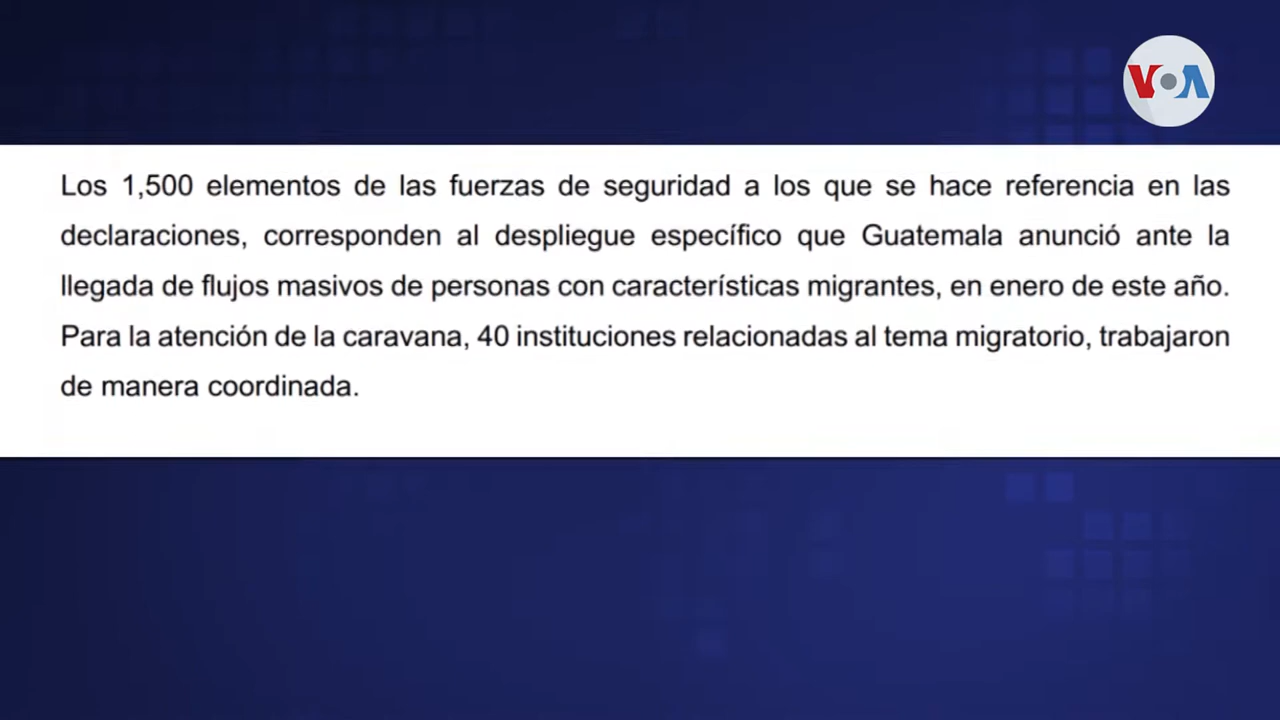 VOA
Los 1,500 elementos de las fuerzas de seguridad a los que se hace referencia en las
declaraciones, corresponden al despliegue específico que Guatemala anunció ante la
llegada de flujos masivos de personas con características migrantes, en enero de este año.
Para la atención de la caravana, 40 instituciones relacionadas al tema migratorio, trabajaron
de manera coordinada.